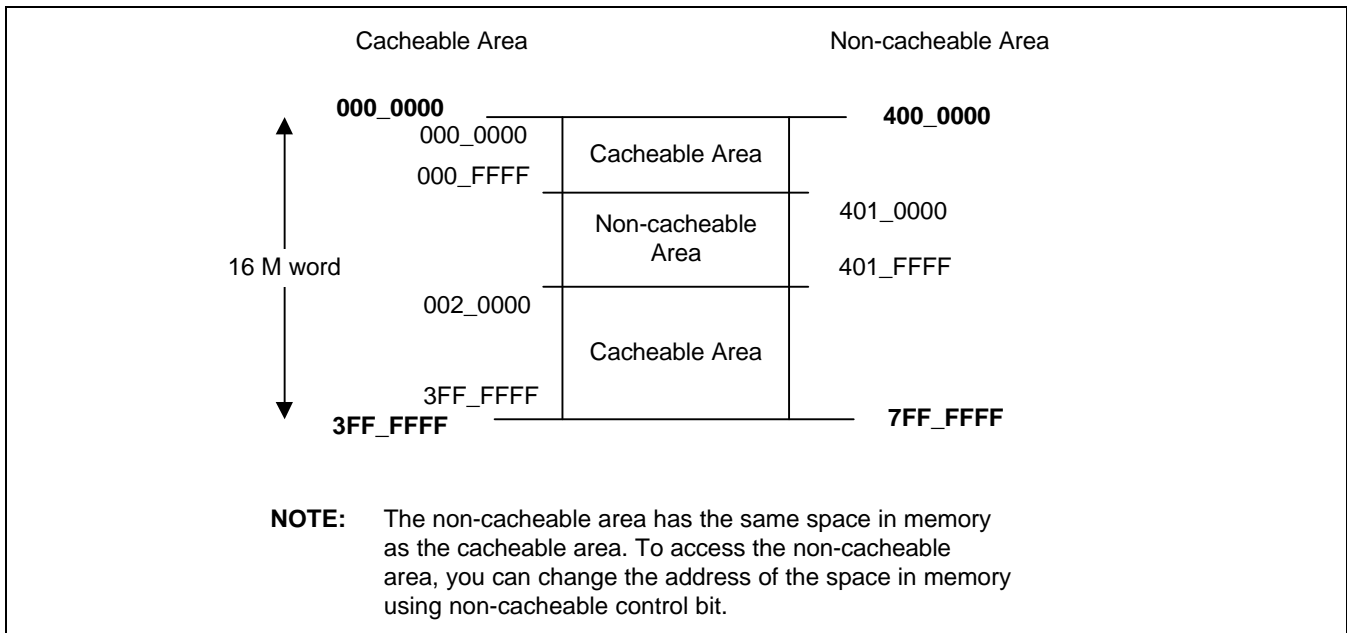 Cacheable Area
Non-cacheable Area
000_0000
400_0000
000_0000
Cacheable Area
000_FFFF
401_0000
Non-cacheable
Area
16 M word
401_FFFF
002_0000
Cacheable Area
3FF_FFFF
3FF_FFFF
7FF_FFFF
NOTE: The non-cacheable area has the same space in memory
as the cacheable area. To access the non-cacheable
area, you can change the address of the space in memory
using non-cacheable control bit.